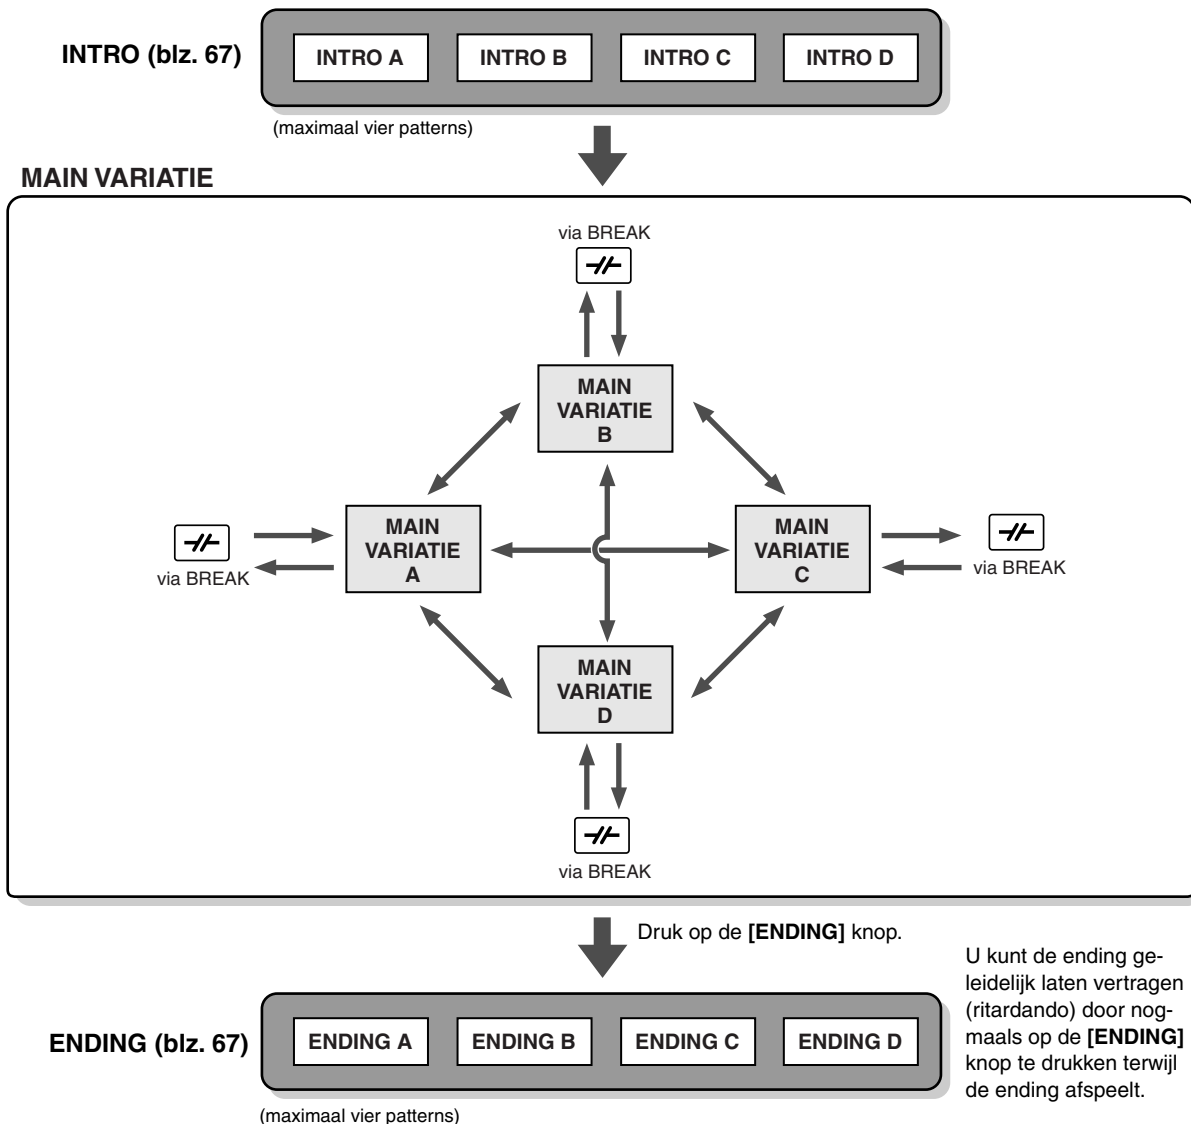 INTRO (blz. 67)
INTRO A
INTRO B
INTRO C
INTRO D
(maximaal vier patterns)
MAIN VARIATIE
via BREAK
MAIN
VARIATIE
B
via BREAK
MAIN
VARIATIE
A
MAIN
VARIATIE
C
via BREAK
MAIN
VARIATIE
D
via BREAK
Druk op de [ENDING] knop.
U kunt de ending ge-
leidelijk laten vertragen
(ritardando) door nog-
maals op de [ENDING]
knop te drukken terwijl
de ending afspeelt.
ENDING (blz. 67)
ENDING A
ENDING B
ENDING C
ENDING D
(maximaal vier patterns)